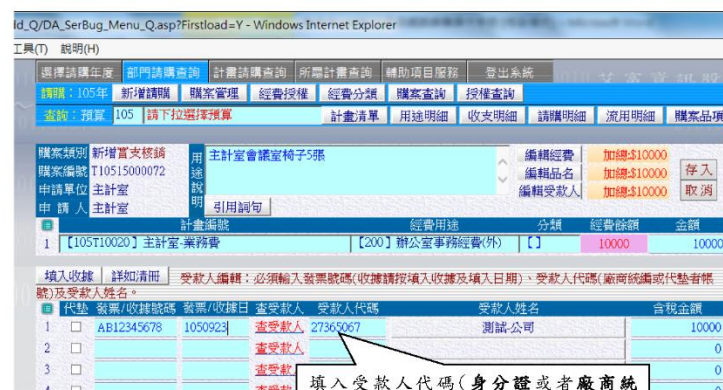 ld_Q/DA_SerBug_Menu_Q.asp?Firstload=Y - Windows Internet Explorer
工具(T) 說明(H)
選擇請購年度 部門請購查詢 計畫請購查詢 所屬計畫查詢 輔助項目服務 登出系統
請購：105年 新增請購 購案管理 經費授權 經費分類 購案查詢 授權查詢
查詢：預算 105 請下拉選擇預算 計畫清單 用途明細 收支明細 請購明細 流用明細 購案品項
購案類別 新增實支核銷 用途說明 主計室會議室椅子5張 編輯經費 加總:$10000
購案編號 T10515000072 編輯品名 加總:$10000 存入
申請單位 主計室 編輯受款人 加總:$10000 取消
申 請 人 主計室 引用詞句
計畫編號 經費用途 分類 經費餘額 金額
1 【105T10020】主計室-業務費 【200】辦公室事務經費(外) 【】 10000 10000
填入收據 詳如清冊 受款人編輯：必須輸入發票號碼(收據請按填入收據及填入日期)、受款人代碼(廠商統編或代墊者帳
號)及受款人姓名。
代墊 發票/收據號碼 發票/收據日 查受款人 受款人代碼 受款人姓名 含稅金額
1 AB12345678 1050923 查受款人 27365067 測試-公司 10000
2 查受款人 0
3 查受款人 0
填入受款人代碼(身分證或者廠商統
4 查受款人 0